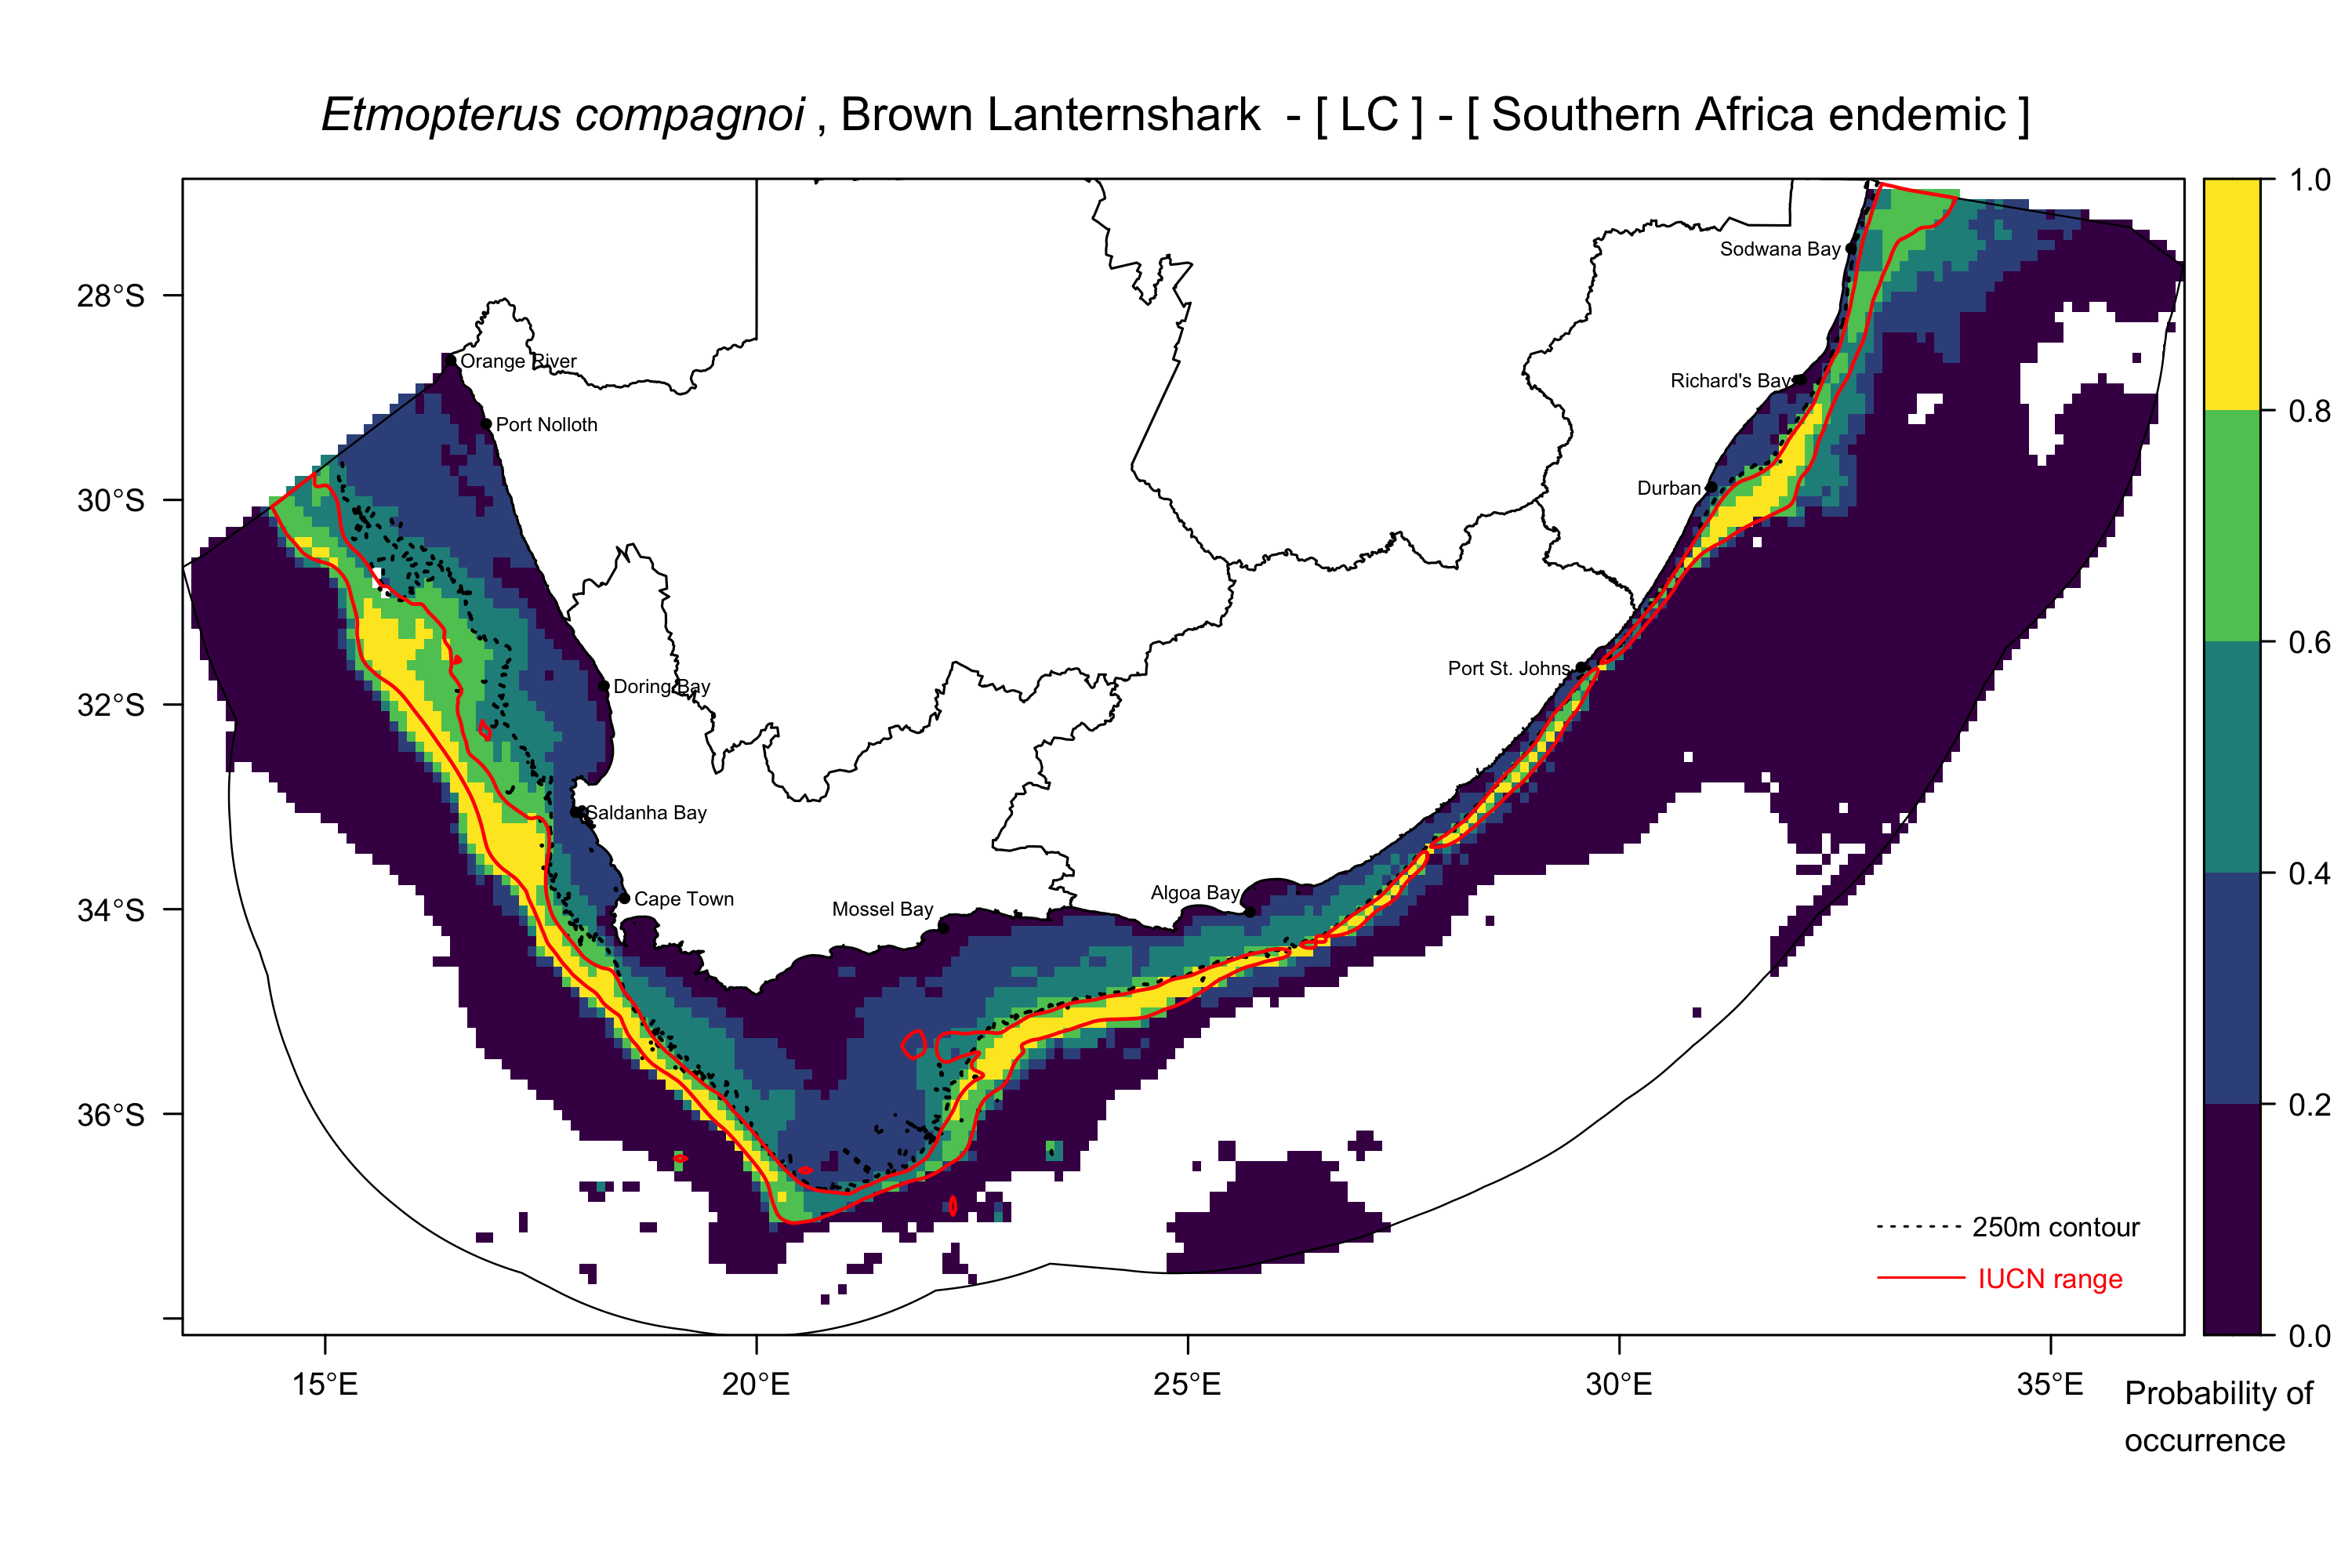 Etmopterus compagnoi , Brown Lanternshark - [ LC ] - [ Southern Africa endemic ]
1.0
Sodwana Bay
28°S
Orange River
Richard's Bay
0.8
Port Nolloth
Durban
30°S
0.6
Port St. Johns
Doring Bay
32°S
Saldanha Bay
0.4
Algoa Bay
Cape Town
Mossel Bay
34°S
0.2
36°S
250m contour
IUCN range
0.0
15°E
20°E
25°E
30°E
35°E
Probability of
occurrence